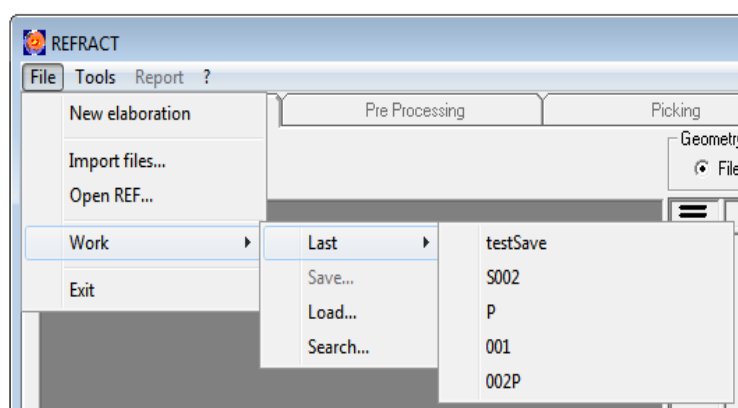 REFRACT
File Tools Report ?
New elaboration
Pre Processing
Picking
Import files...
Open REF...
Work
Exit
Last
Save...
Load...
Search...
testSave
S002
P
001
002P
Geometry
File